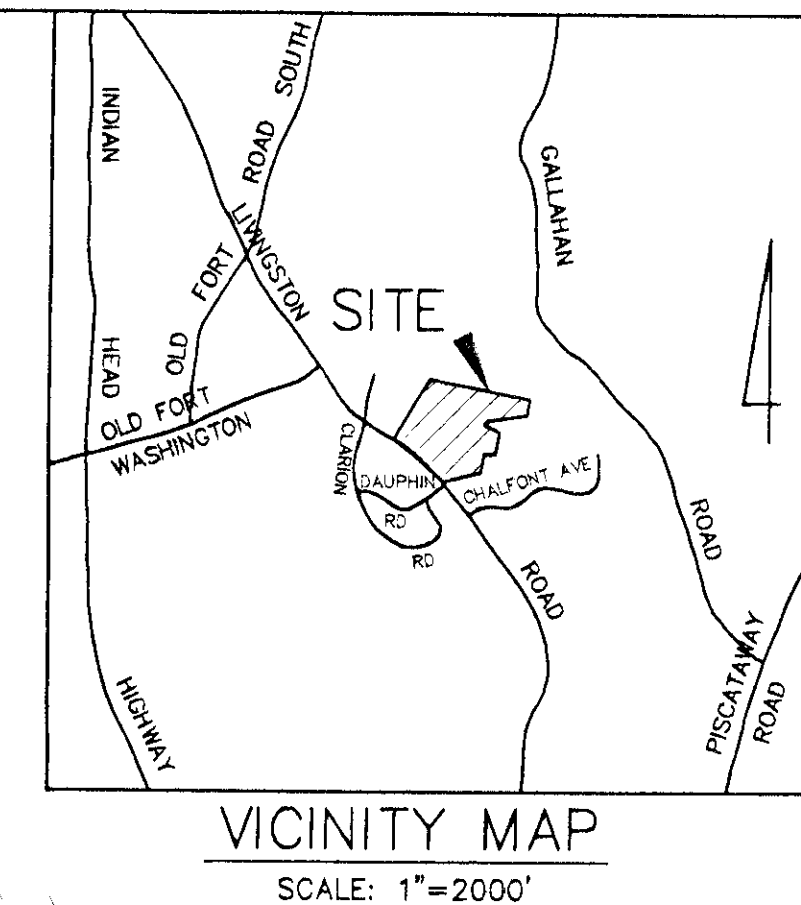 INDIAN HEAD HIGHWAY
OLD FORT ROAD SOUTH
LIVINGSTON ROAD
GALLAHAN ROAD
SITE
OLD FORT
WASHINGTON
CLARION RD
DAUPHIN RD
CHALFONT AVE
PISCATAWAY ROAD
VICINITY MAP
SCALE: 1"=2000'